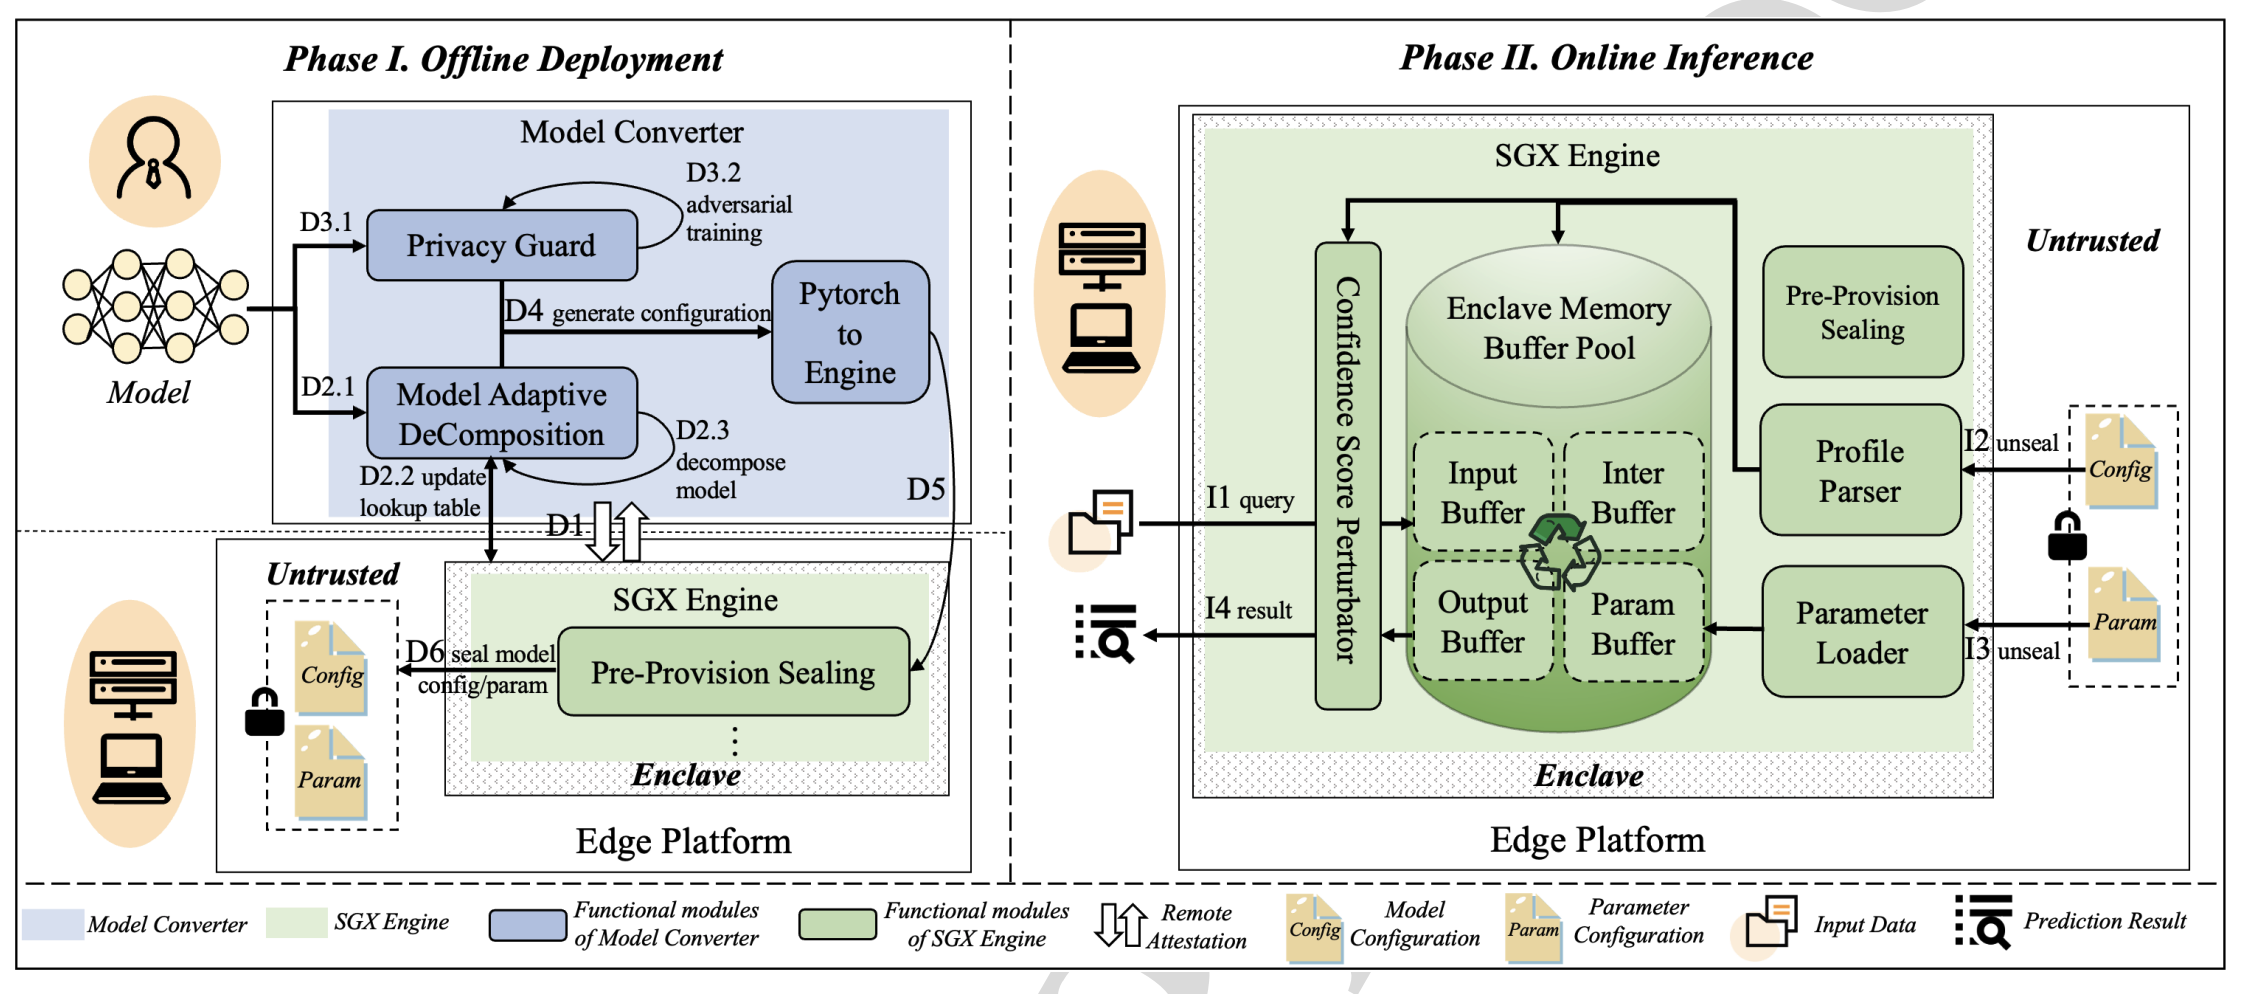 Phase I. Offline Deployment
Model Converter
D3.2
adversarial
training
D3.1
Privacy Guard
D4 generate configuration
Pytorch
to
Engine
Model
D2.1
Model Adaptive
DeComposition
D2.3
decompose
model
D2.2 update
lookup table
D1
D5
Untrusted
SGX Engine
Config
D6 seal model
config/param
Pre-Provision Sealing
Param
Enclave
Edge Platform
Phase II. Online Inference
SGX Engine
Untrusted
Confidence Score Perturbator
Enclave Memory
Buffer Pool
Pre-Provision
Sealing
Input
Buffer
Inter
Buffer
Profile
Parser
I2 unseal
Config
I1 query
Output
Buffer
Param
Buffer
Parameter
Loader
I3 unseal
Param
I4 result
Enclave
Edge Platform
Model Converter
SGX Engine
Functional modules
of Model Converter
Functional modules
of SGX Engine
Remote
Attestation
Config
Model
Configuration
Param
Parameter
Configuration
Input Data
Prediction Result